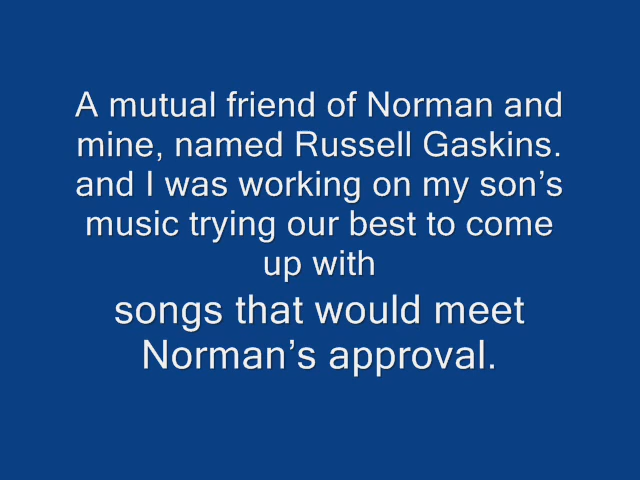 A mutual friend of Norman and
mine, named Russell Gaskins.
and I was working on my son’s
music trying our best to come
up with
songs that would meet
Norman’s approval.